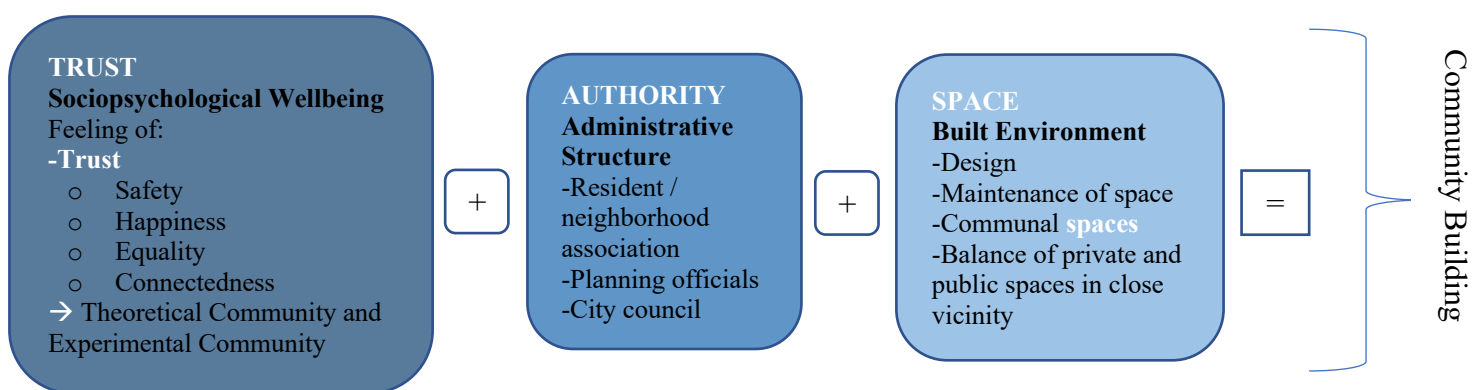 TRUST
Sociopsychological Wellbeing
Feeling of:
-Trust
o Safety
o Happiness
o Equality
o Connectedness
→ Theoretical Community and
Experimental Community
+
AUTHORITY
Administrative
Structure
-Resident /
neighborhood
association
-Planning officials
-City council
+
SPACE
Built Environment
-Design
-Maintenance of space
-Communal spaces
-Balance of private and
public spaces in close
vicinity
=
Community Building